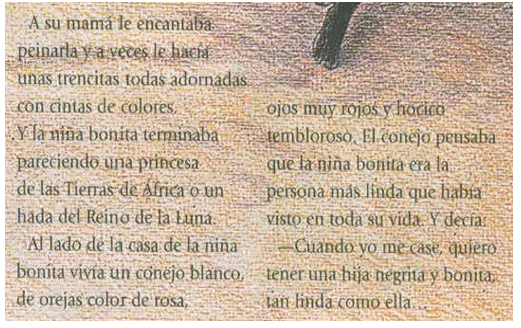 A su mamá le encantaba
peinarla y a veces le hacía
unas trencitas todas adornadas
con cintas de colores.
Y la niña bonita terminaba
pareciendo una princesa
de las Tierras de África o un
hada del Reino de la Luna.
Al lado de la casa de la niña
bonita vivía un conejo blanco,
de orejas color de rosa,
ojos muy rojos y hocico
tembloroso. El conejo pensaba
que la niña bonita era la
persona más linda que había
visto en toda su vida. Y decía:
—Cuando yo me case, quiero
tener una hija negrita y bonita,
tan linda como ella...